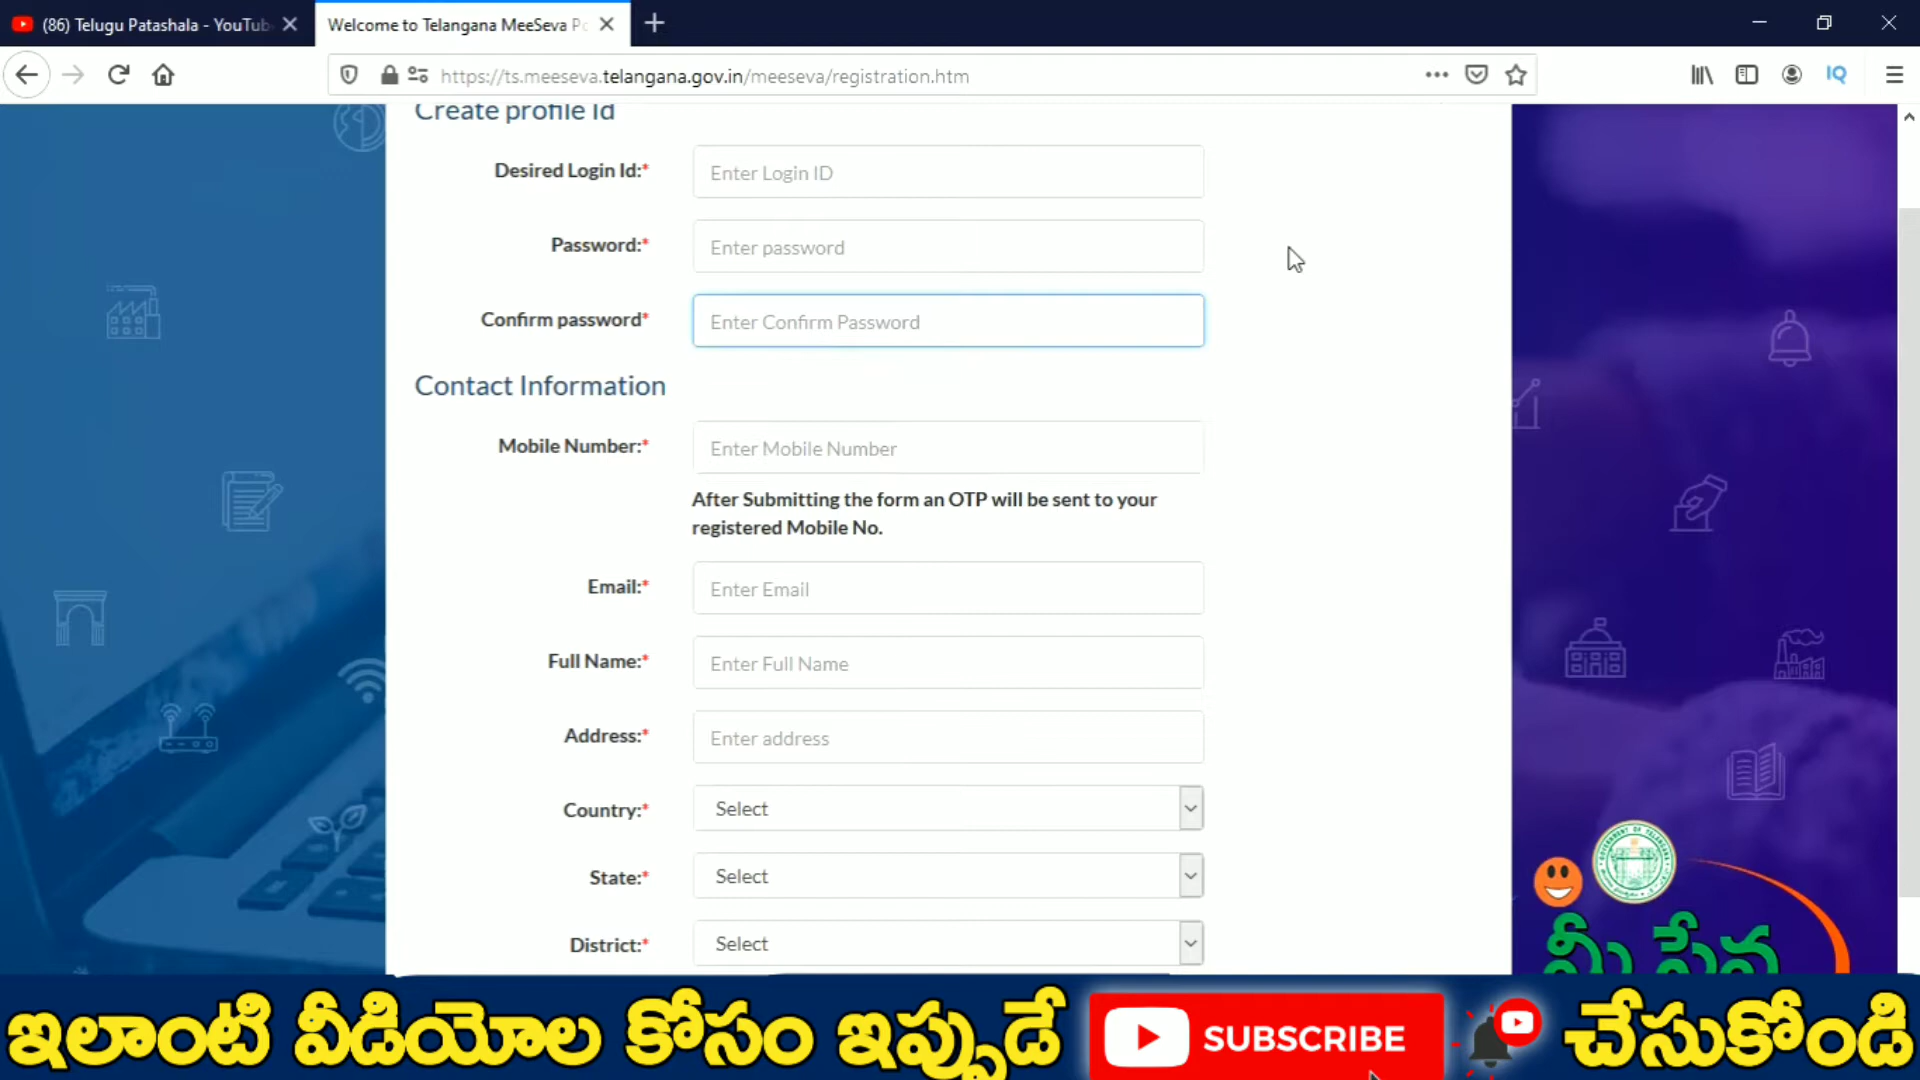 (86) Telugu Patashala - YouTub
Welcome to Telangana MeeSeva Po
https://ts.meeseva.telangana.gov.in/meeseva/registration.htm
IQ
Create profile Id
Desired Login Id:*
Enter Login ID
Password:*
Enter password
Confirm password*
Enter Confirm Password
Contact Information
Mobile Number:*
Enter Mobile Number
After Submitting the form an OTP will be sent to your
registered Mobile No.
Email:*
Enter Email
Full Name:*
Enter Full Name
Address:*
Enter address
Country:*
Select
State:*
Select
District:*
Select
మీ సేవ
ఇలాంటి వీడియోల కోసం ఇప్పుడే SUBSCRIBE చేసుకోండి